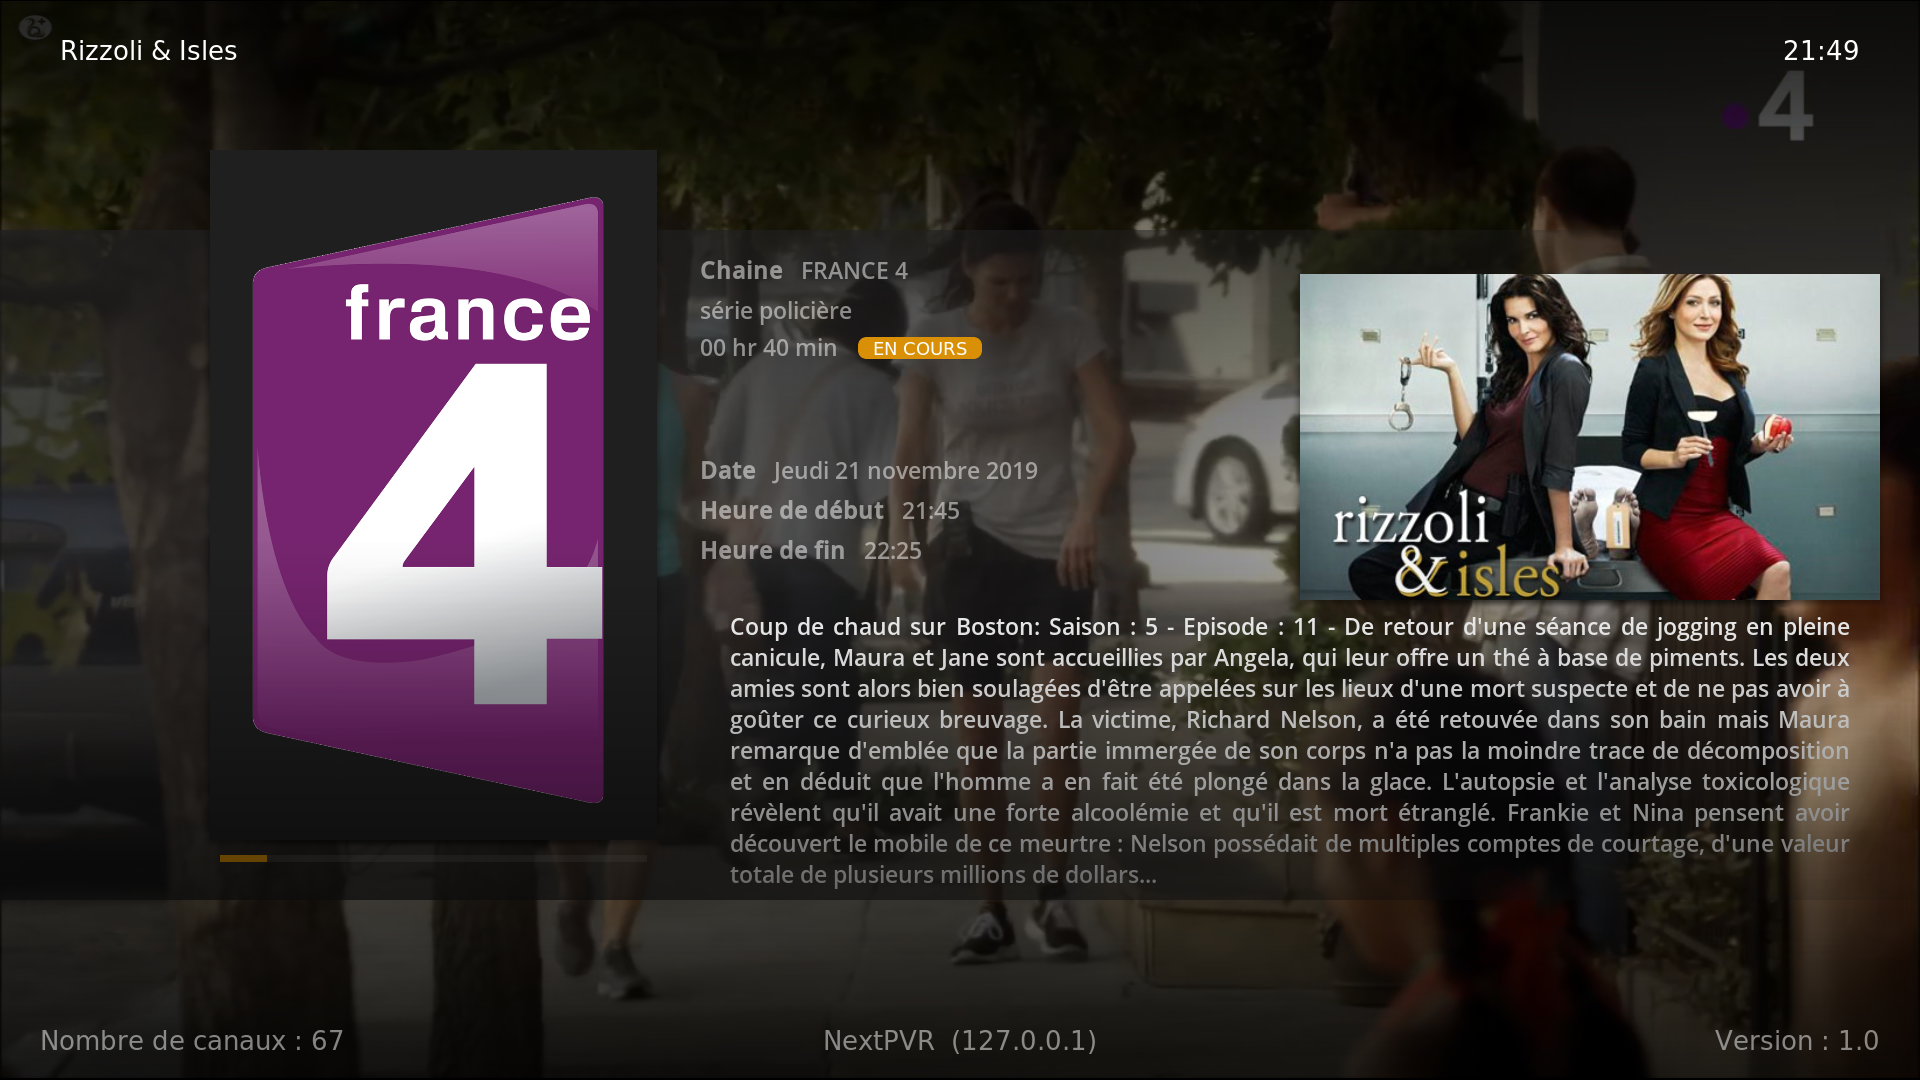 Rizzoli & Isles
21:49
4
france
4
Chaine FRANCE 4
série policière
00 hr 40 min EN COURS
Date Jeudi 21 novembre 2019
Heure de début 21:45
Heure de fin 22:25
rizzoli
& isles
Coup de chaud sur Boston: Saison : 5 - Episode : 11 - De retour d'une séance de jogging en pleine
canicule, Maura et Jane sont accueillies par Angela, qui leur offre un thé à base de piments. Les deux
amies sont alors bien soulagées d'être appelées sur les lieux d'une mort suspecte et de ne pas avoir à
goûter ce curieux breuvage. La victime, Richard Nelson, a été retouvée dans son bain mais Maura
remarque d'emblée que la partie immergée de son corps n'a pas la moindre trace de décomposition
et en déduit que l'homme a en fait été plongé dans la glace. L'autopsie et l'analyse toxicologique
révèlent qu'il avait une forte alcoolémie et qu'il est mort étranglé. Frankie et Nina pensent avoir
découvert le mobile de ce meurtre : Nelson possédait de multiples comptes de courtage, d'une valeur
totale de plusieurs millions de dollars...
Nombre de canaux : 67
NextPVR (127.0.0.1)
Version : 1.0